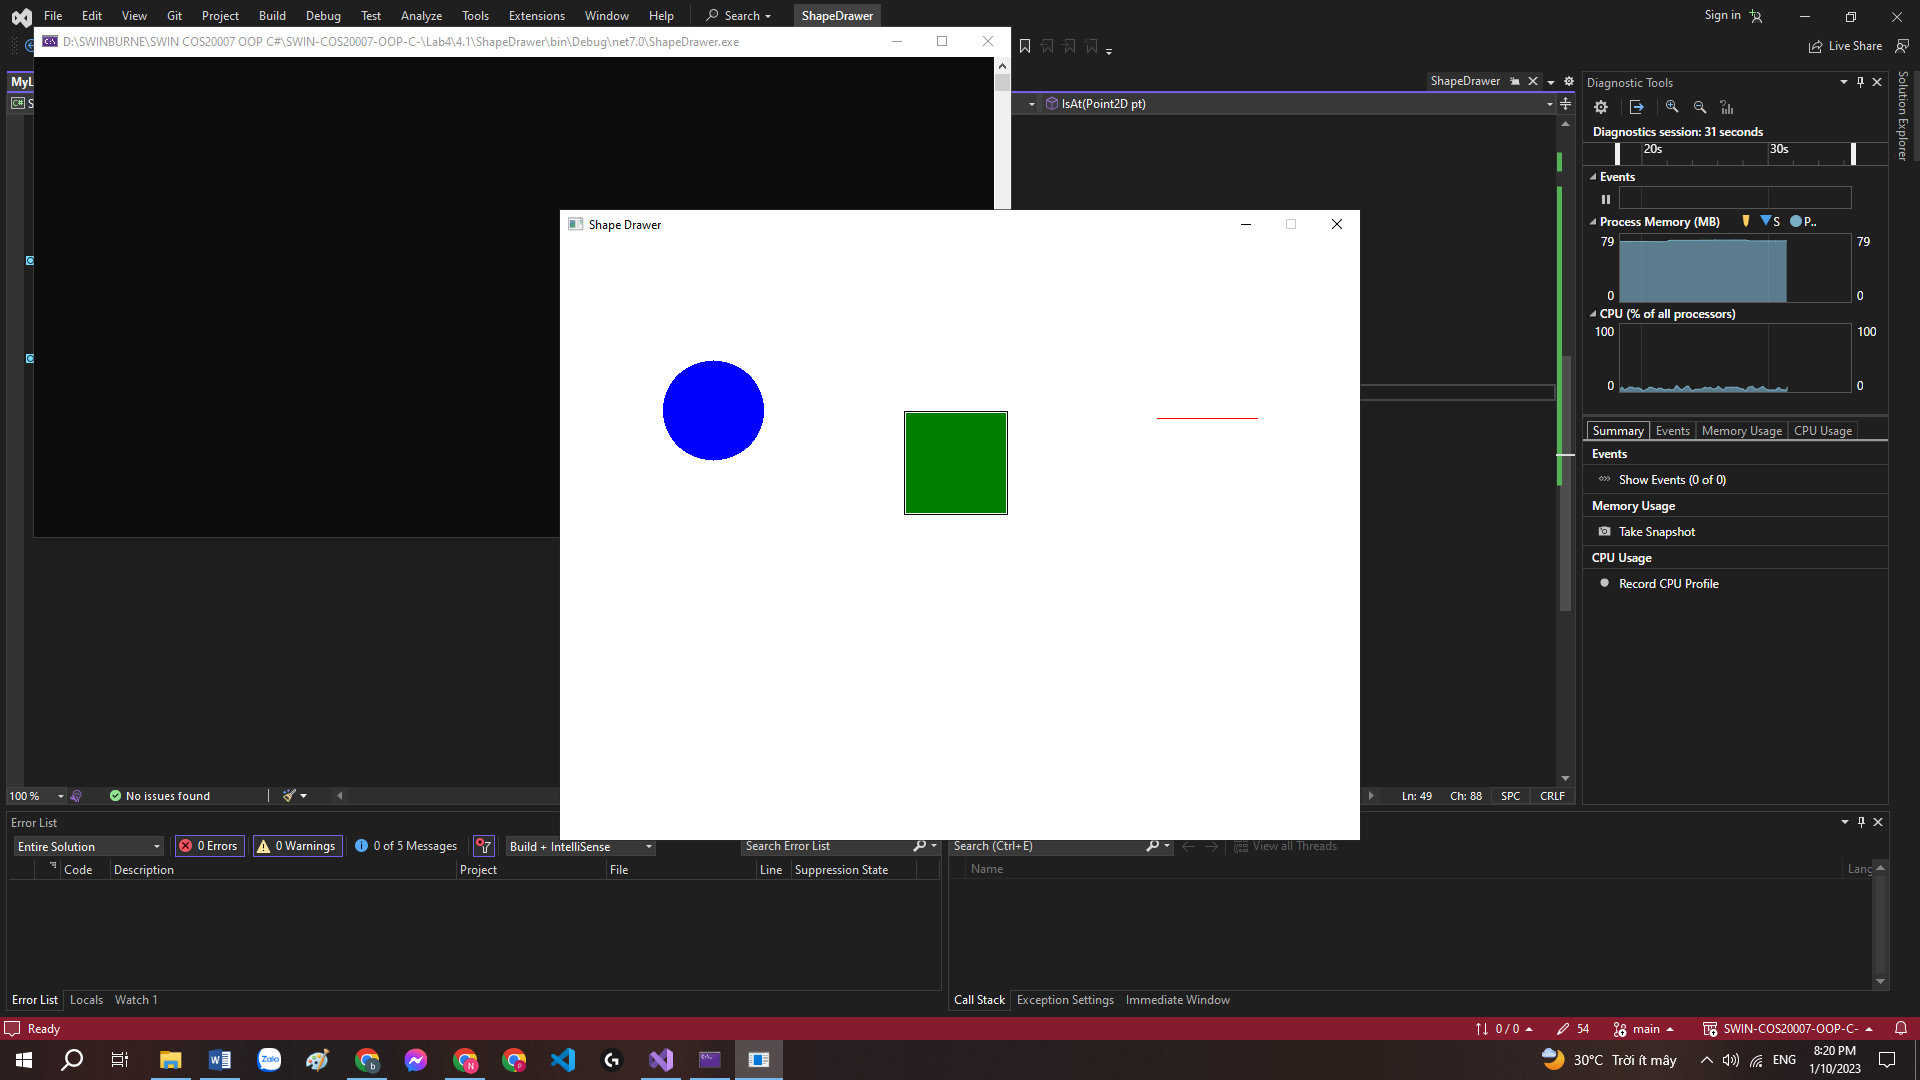 File Edit View Git Project Build Debug Test Analyze Tools Extensions Window Help Search ShapeDrawer Sign in
D:\SWINBURNE\SWIN COS20007 OOP C#\SWIN-COS20007-OOP-C-\Lab4\4.1\ShapeDrawer\bin\Debug\net7.0\ShapeDrawer.exe
Live Share
MyL
ShapeDrawer
Diagnostic Tools
C# S
IsAt(Point2D pt)
Solution Explorer
Diagnostics session: 31 seconds
20s 30s
Events
Process Memory (MB) S P..
79 79
0 0
CPU (% of all processors)
100 100
0 0
Shape Drawer
Summary Events Memory Usage CPU Usage
Events
Show Events (0 of 0)
Memory Usage
Take Snapshot
CPU Usage
Record CPU Profile
100 % No issues found Ln: 49 Ch: 88 SPC CRLF
Error List
Entire Solution 0 Errors 0 Warnings 0 of 5 Messages Build + IntelliSense Search Error List
Search (Ctrl+E) View all Threads
Code Description Project File Line Suppression State
Name Lang
Error List Locals Watch 1
Call Stack Exception Settings Immediate Window
Ready 0 / 0 54 main SWIN-COS20007-OOP-C-
30°C Trời ít mây ENG
8:20 PM
1/10/2023